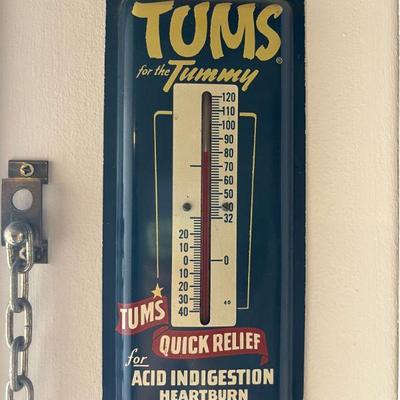 TUMS
for the Tummy
120
110
100
90
80
70
60
50
40
32
20
10
0
0
10
20
30
40
40
TUMS
QUICK RELIEF
for
ACID INDIGESTION
HEARTBURN